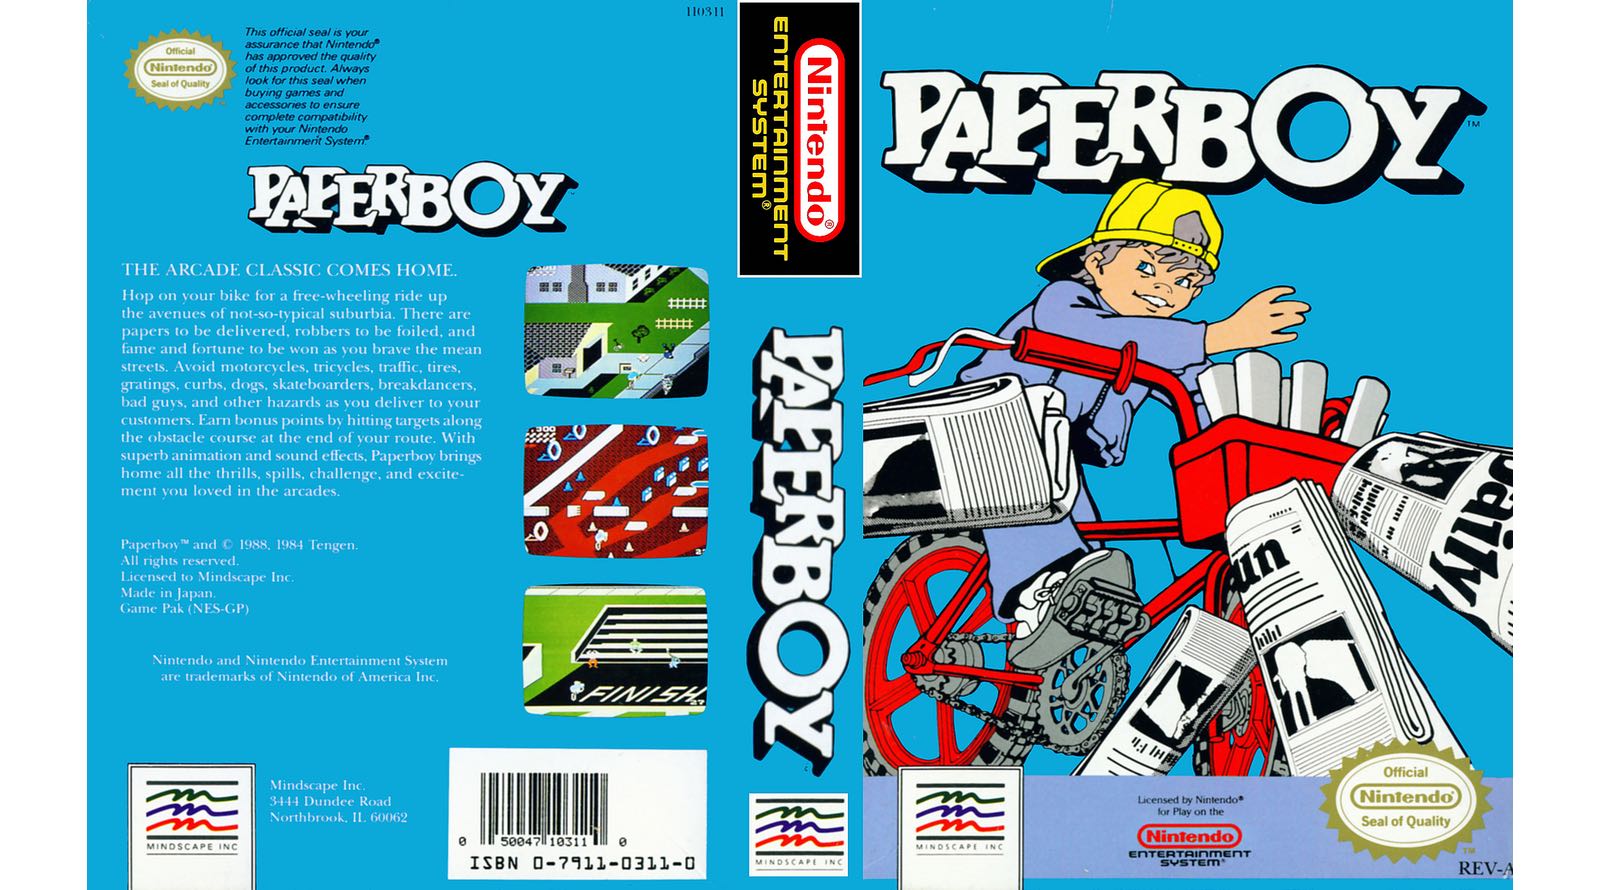 110311
Official
Nintendo®
Seal of Quality
This official seal is your
assurance that Nintendo®
has approved the quality
of this product. Always
look for this seal when
buying games and
accessories to ensure
complete compatibility
with your Nintendo
Entertainment System®
PAPERBOY
THE ARCADE CLASSIC COMES HOME.
Hop on your bike for a free-wheeling ride up
the avenues of not-so-typical suburbia. There are
papers to be delivered, robbers to be foiled, and
fame and fortune to be won as you brave the mean
streets. Avoid motorcycles, tricycles, traffic, tires,
gratings, curbs, dogs, skateboarders, breakdancers,
bad guys, and other hazards as you deliver to your
customers. Earn bonus points by hitting targets along
the obstacle course at the end of your route. With
superb animation and sound effects, Paperboy brings
home all the thrills, spills, challenge, and excite-
ment you loved in the arcades.
Paperboy™ and © 1988, 1984 Tengen.
All rights reserved.
Licensed to Mindscape Inc.
Made in Japan.
Game Pak (NES-GP)
Nintendo and Nintendo Entertainment System
are trademarks of Nintendo of America Inc.
FINISH
MINDSCAPE INC
Mindscape Inc.
3444 Dundee Road
Northbrook, IL 60062
0 50047 10311 0
ISBN 0-7911-0311-0
Nintendo®
ENTERTAINMENT
SYSTEM®
PAPERBOY
MINDSCAPE INC
PAPERBOY™
aily
ain
MINDSCAPE INC
Licensed by Nintendo®
for Play on the
Nintendo
ENTERTAINMENT
SYSTEM®
Official
Nintendo®
Seal of Quality
TM
REV-A